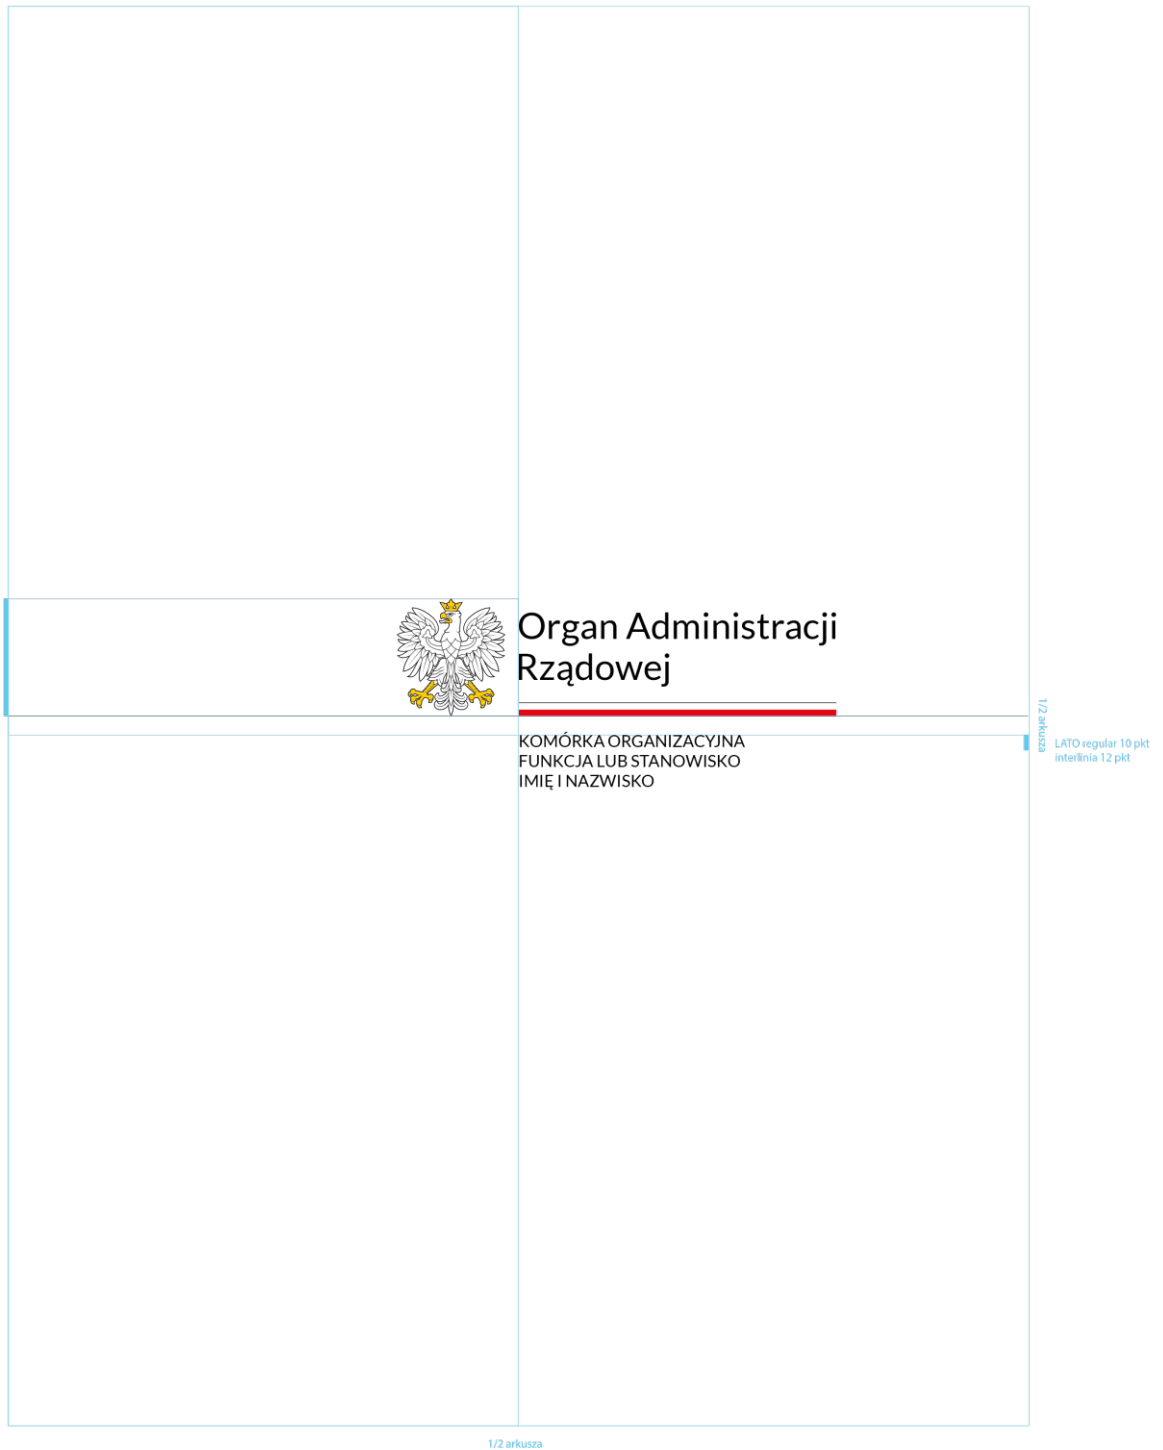 Organ Administracji
Rządowej
KOMÓRKA ORGANIZACYJNA
FUNKCJA LUB STANOWISKO
IMIĘ I NAZWISKO
1/2 arkusza
LATO regular 10 pkt
interlinia 12 pkt
1/2 arkusza